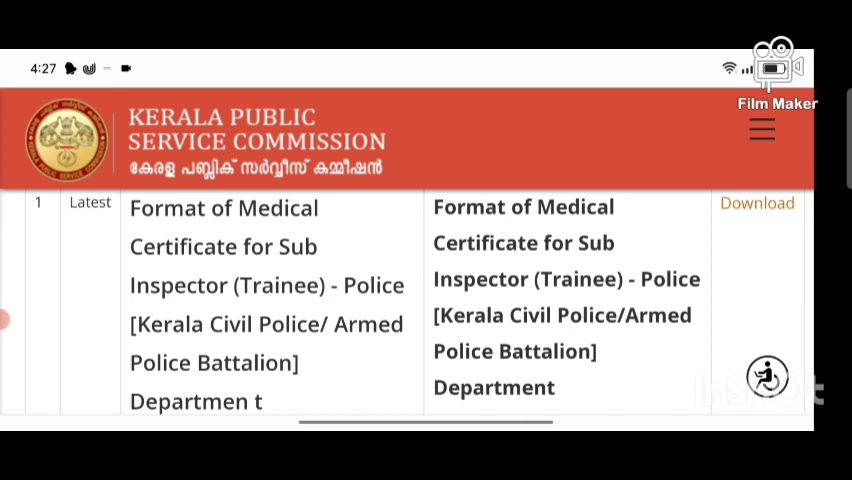 4:27
Film Maker
KERALA PUBLIC
SERVICE COMMISSION
കേരള പബ്ലിക് സർവ്വീസ് കമ്മീഷൻ
1
Latest
Format of Medical
Certificate for Sub
Inspector (Trainee) - Police
[Kerala Civil Police/ Armed
Police Battalion]
Departmen t
Format of Medical
Certificate for Sub
Inspector (Trainee) - Police
[Kerala Civil Police/Armed
Police Battalion]
Department
Download
InShOt